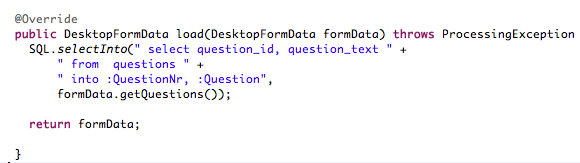 @Override
public DesktopFormData load(DesktopFormData formData) throws ProcessingException
SQL.selectInto(" select question_id, question_text " +
" from  questions " +
" into :QuestionNr, :Question",
formData.getQuestions());
return formData;
}